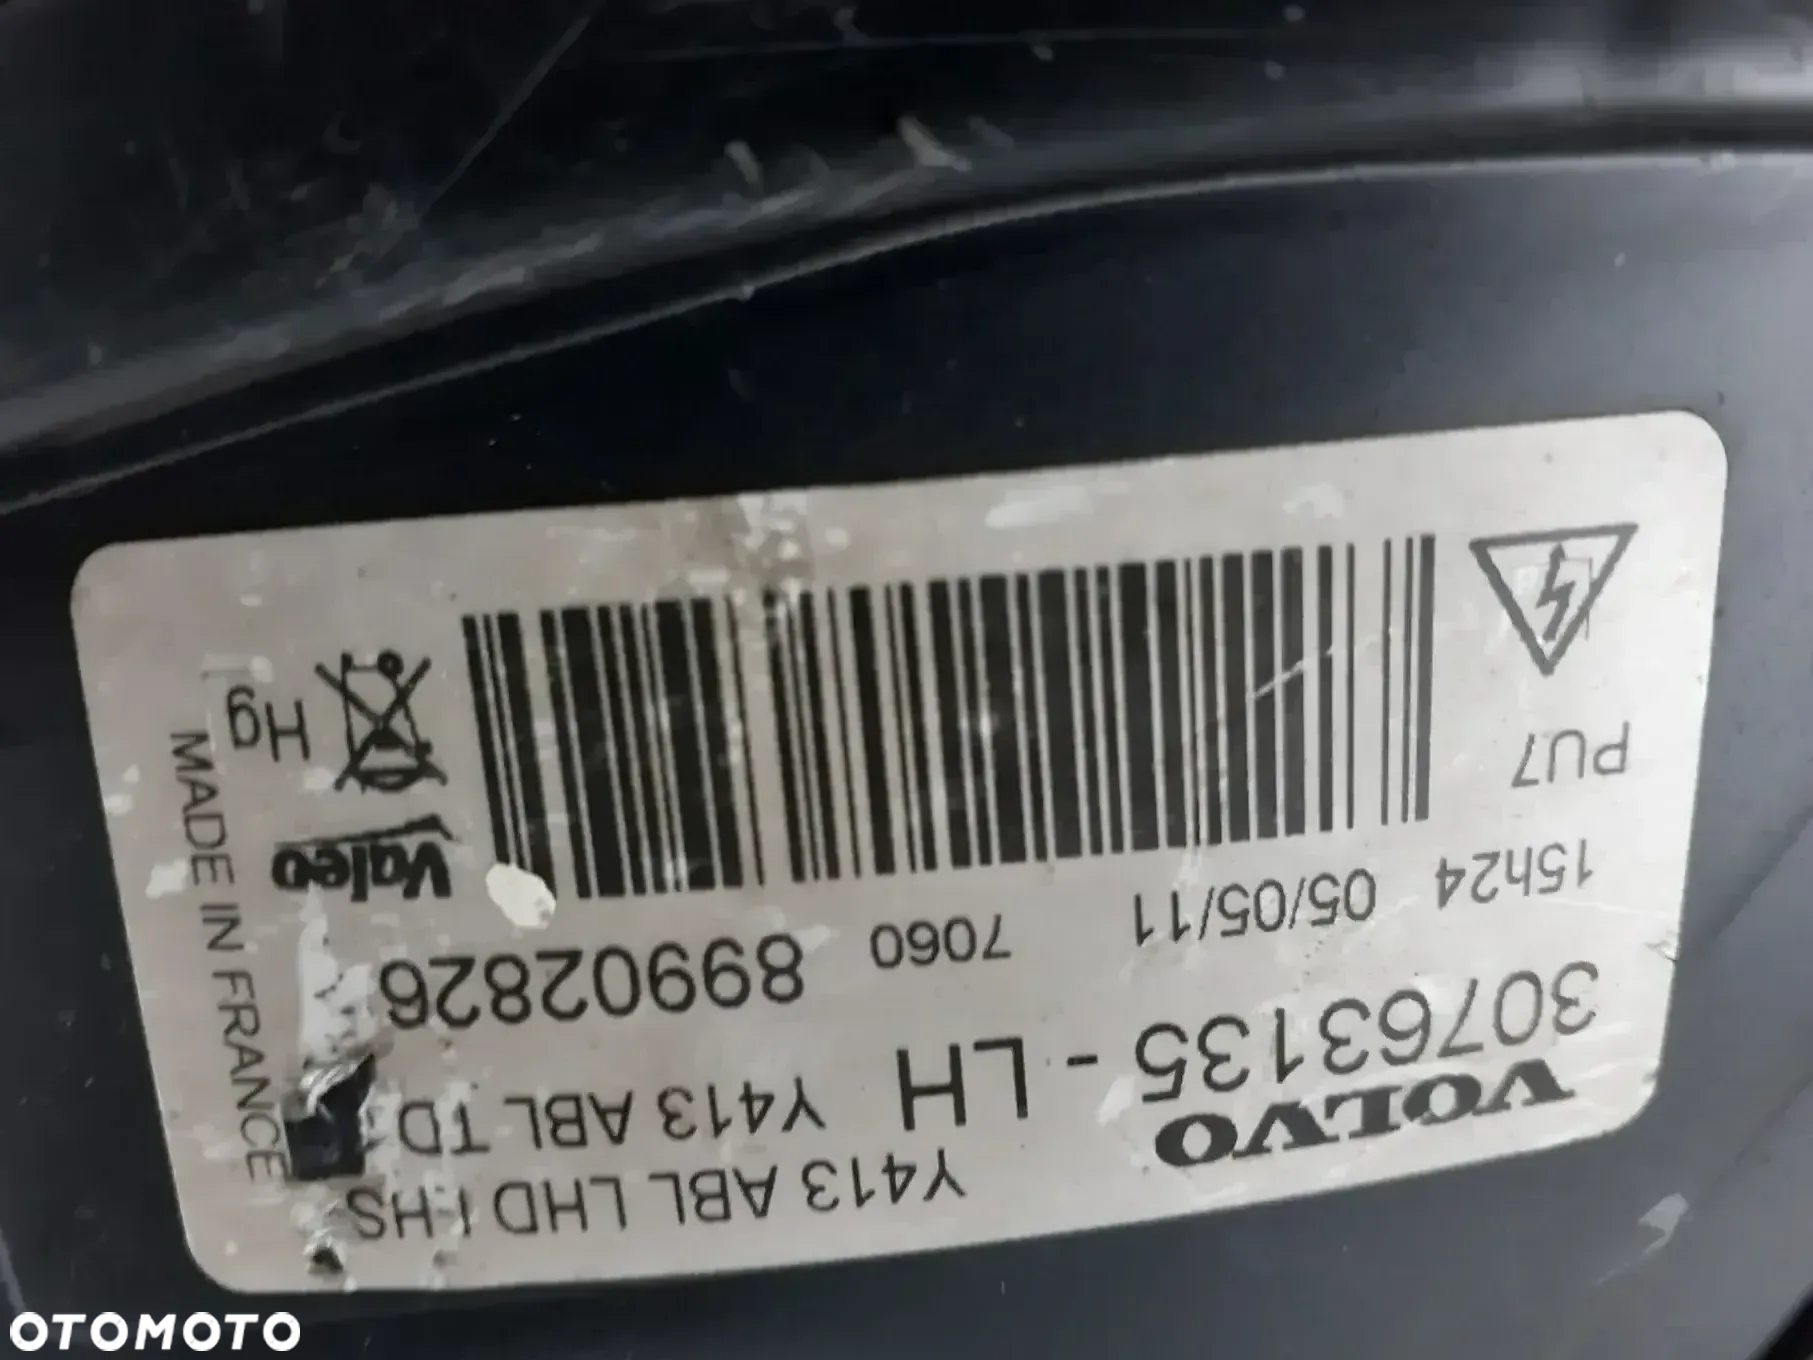 VOLVO
Y413 ABL LHD LHS
30763135 - LH
Y413 ABL TD
15h24 05/05/11 7060 89902826
PU7
Valeo
Hg
MADE IN FRANCE
OTOMOTO